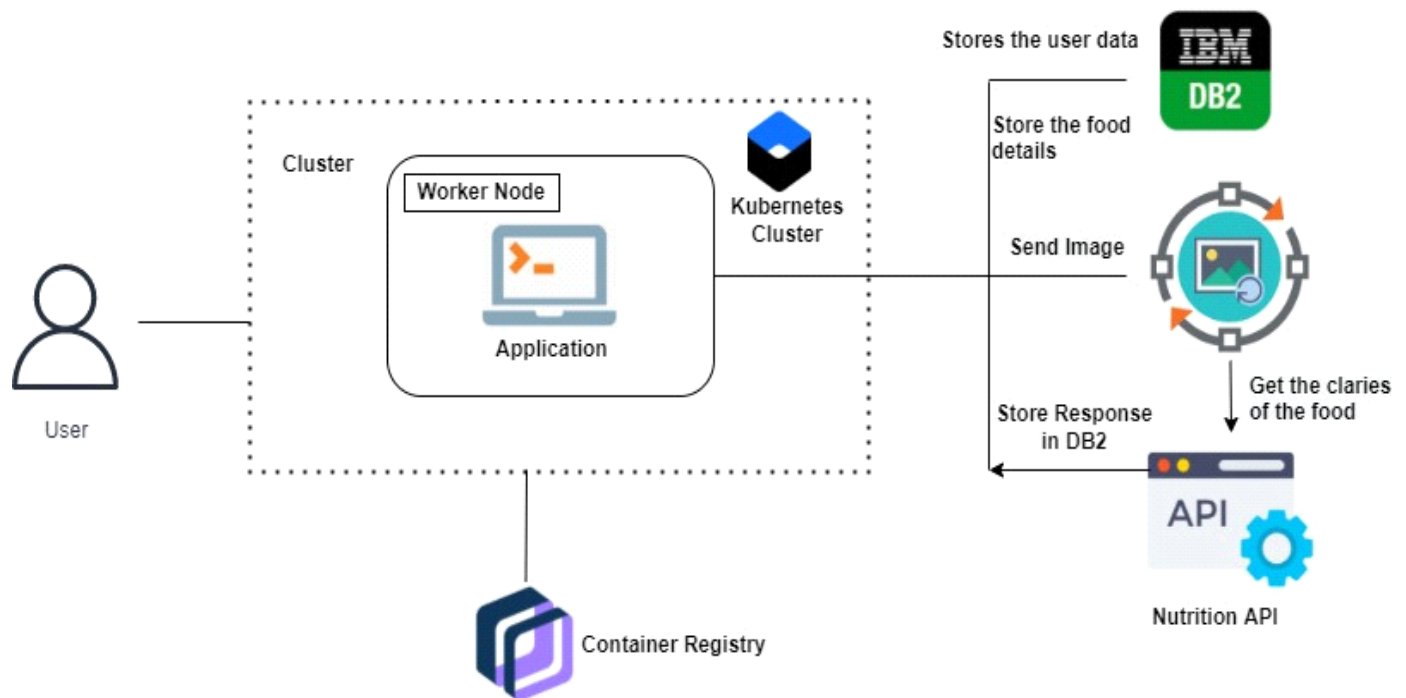 Stores the user data
IBM
DB2
Store the food
details
Cluster
Worker Node
Kubernetes
Cluster
Send Image
Application
User
Get the claries
of the food
Store Response
in DB2
API
Nutrition API
Container Registry